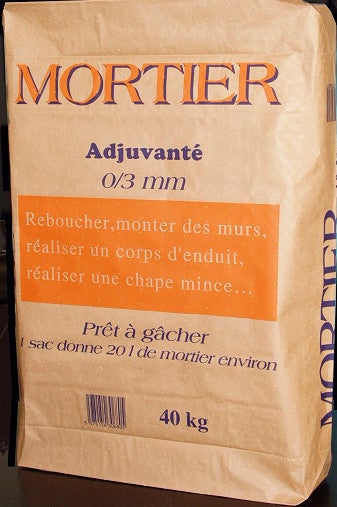 MORTIER
Adjuvanté
0/3 mm
Reboucher,monter des murs,
réaliser un corps d'enduit,
réaliser une chape mince...
Prêt à gâcher
1 sac donne 20 l de mortier environ
40 kg
MORTIER